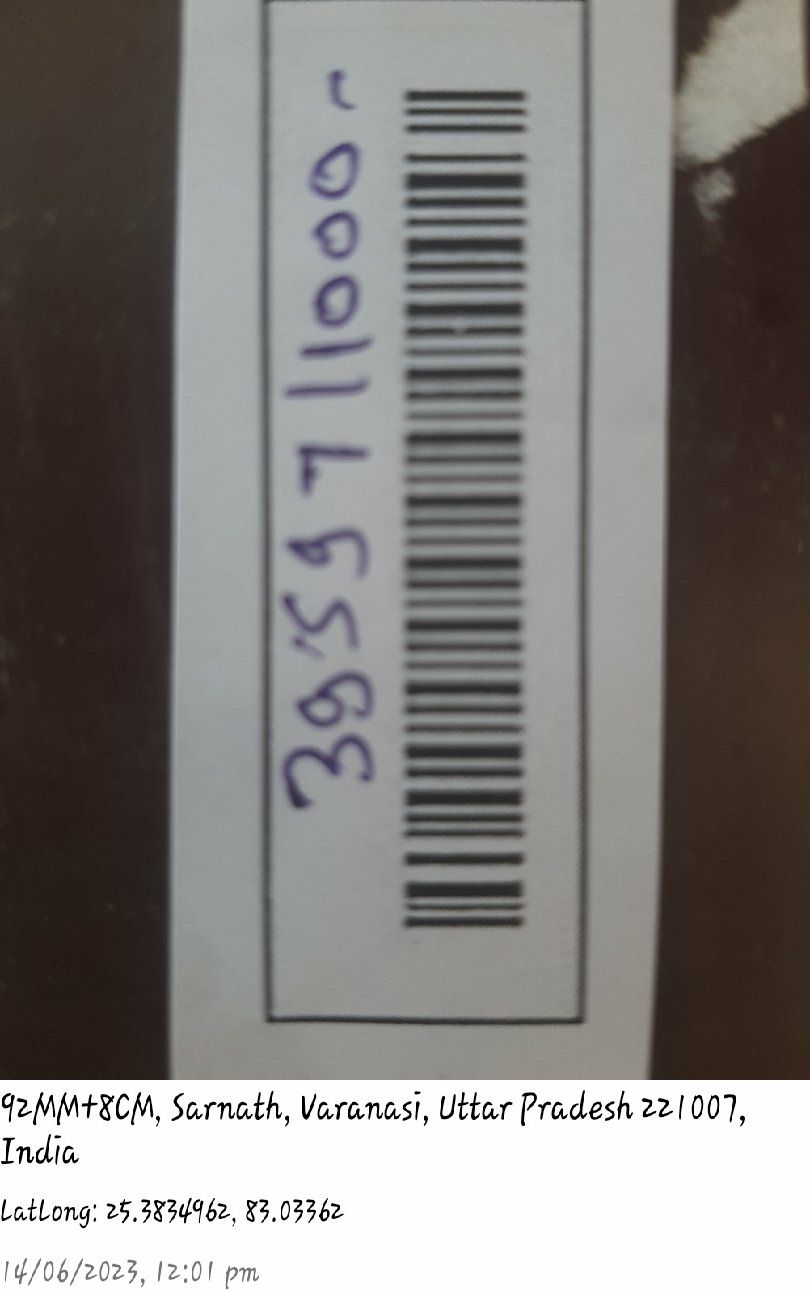 3959711000-
92MM+8CM, Sarnath, Varanasi, Uttar Pradesh 221007,
India
LatLong: 25.3834962, 83.03362
14/06/2023, 12:01 pm